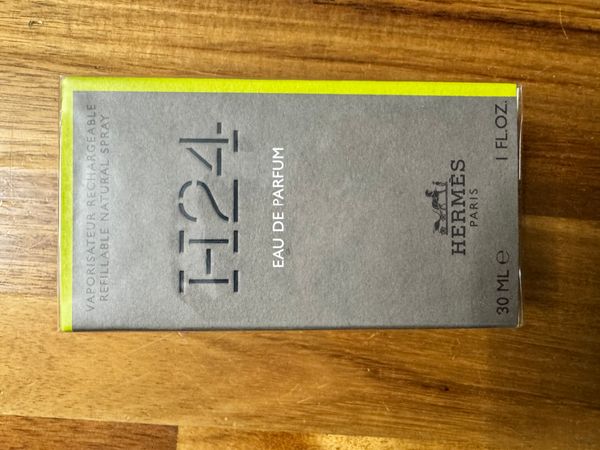 VAPORISATEUR RECHARGEABLE
REFILLABLE NATURAL SPRAY
H24
EAU DE PARFUM
HERMÈS
PARIS
30 ML ℮ 1 FL.OZ.